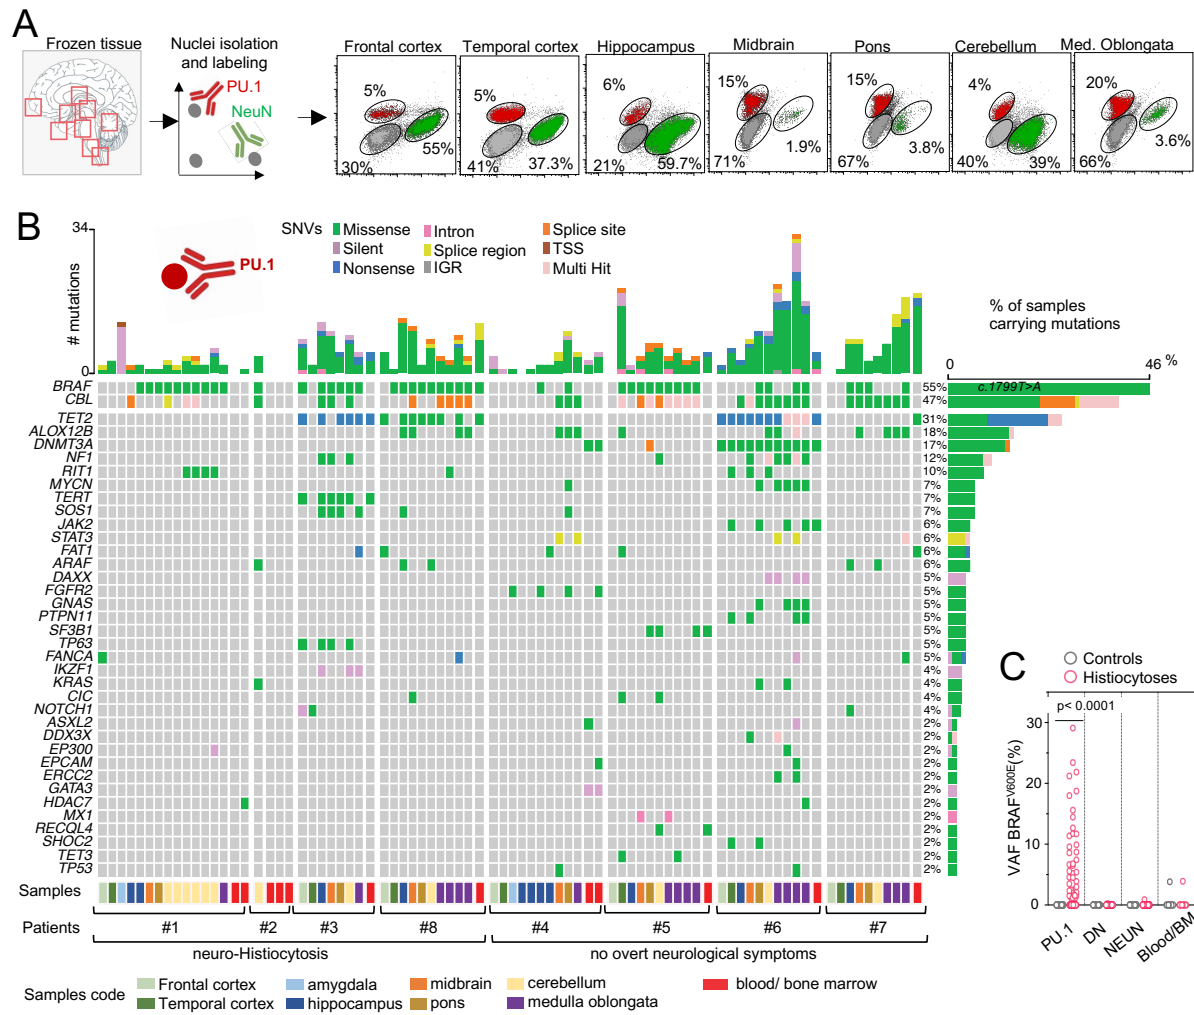 A
Frozen tissue
Nuclei isolation
and labeling
PU.1
NeuN
Frontal cortex
5%
30%
55%
Temporal cortex
5%
41%
37.3%
Hippocampus
6%
21%
59.7%
Midbrain
15%
71%
1.9%
Pons
15%
67%
3.8%
Cerebellum
4%
40%
39%
Med. Oblongata
20%
66%
3.6%
B
# mutations
34
0
PU.1
SNVs
Missense
Intron
Splice site
Silent
Splice region
TSS
Nonsense
IGR
Multi Hit
% of samples
carrying mutations
0
46 %
BRAF 55% c.1799T>A
CBL 47%
TET2 31%
ALOX12B 18%
DNMT3A 17%
NF1 12%
RIT1 10%
MYCN 7%
TERT 7%
SOS1 7%
JAK2 6%
STAT3 6%
FAT1 6%
ARAF 6%
DAXX 5%
FGFR2 5%
GNAS 5%
PTPN11 5%
SF3B1 5%
TP63 5%
FANCA 5%
IKZF1 4%
KRAS 4%
CIC 4%
NOTCH1 4%
ASXL2 2%
DDX3X 2%
EP300 2%
EPCAM 2%
ERCC2 2%
GATA3 2%
HDAC7 2%
MX1 2%
RECQL4 2%
SHOC2 2%
TET3 2%
TP53 2%
Samples
Patients
#1 #2 #3 #8 #4 #5 #6 #7
neuro-Histiocytosis
no overt neurological symptoms
Samples code
Frontal cortex
amygdala
midbrain
cerebellum
blood/ bone marrow
Temporal cortex
hippocampus
pons
medulla oblongata
C
Controls
Histiocytoses
p< 0.0001
VAF BRAFV600E(%)
30
20
10
0
PU.1
DN
NEUN
Blood/BM